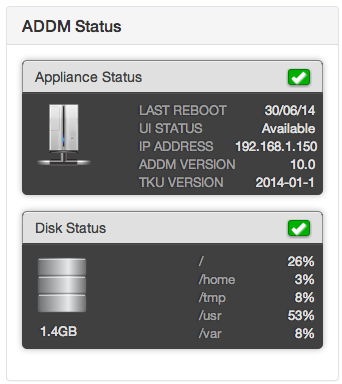 ADDM Status
Appliance Status
LAST REBOOT 30/06/14
UI STATUS Available
IP ADDRESS 192.168.1.150
ADDM VERSION 10.0
TKU VERSION 2014-01-1
Disk Status
/ 26%
/home 3%
/tmp 8%
/usr 53%
/var 8%
1.4GB